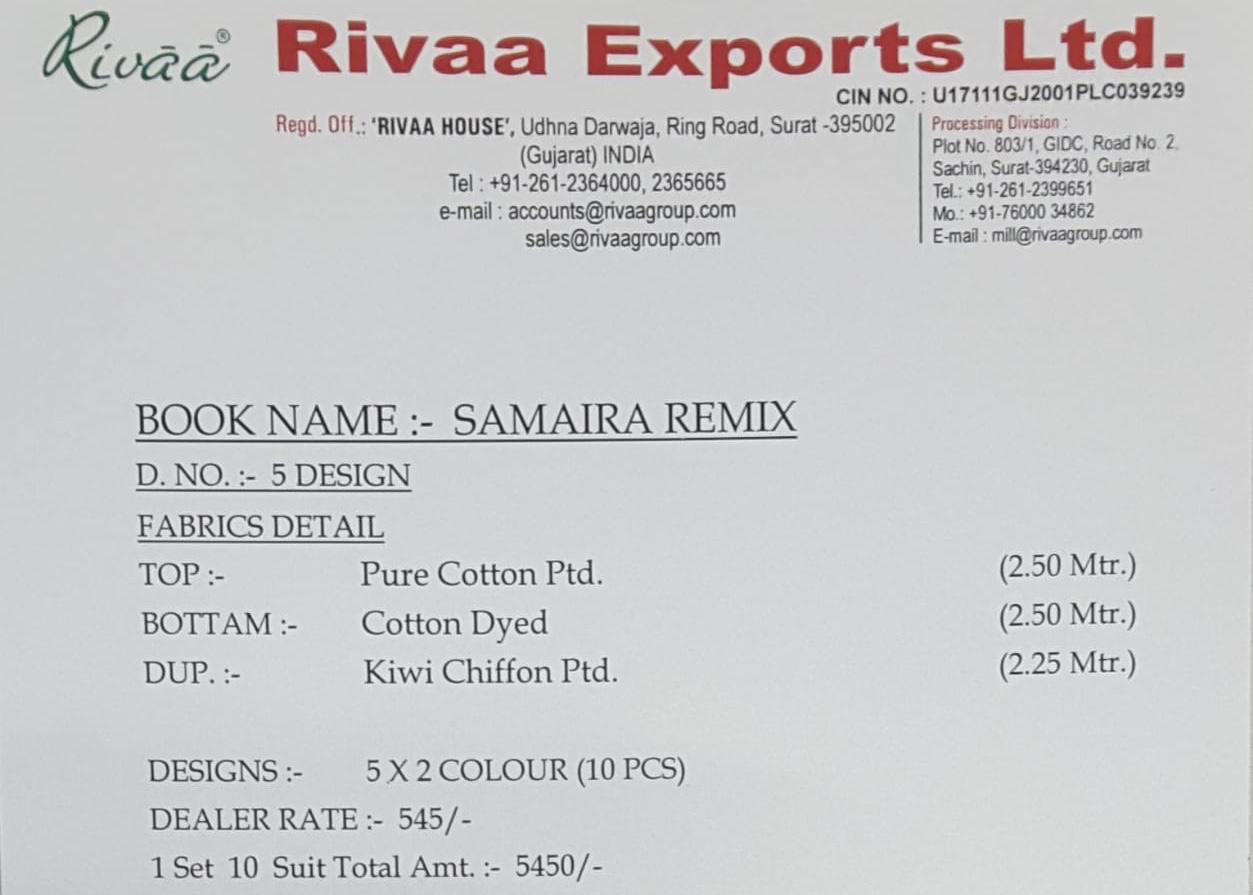 Rivāā®
Rivaa Exports Ltd.
CIN NO. : U17111GJ2001PLC039239
Regd. Off.: 'RIVAA HOUSE', Udhna Darwaja, Ring Road, Surat -395002
(Gujarat) INDIA
Tel : +91-261-2364000, 2365665
e-mail : accounts@rivaagroup.com
sales@rivaagroup.com
Processing Division :
Plot No. 803/1, GIDC, Road No. 2,
Sachin, Surat-394230, Gujarat
Tel.: +91-261-2399651
Mo.: +91-76000 34862
E-mail : mill@rivaagroup.com
BOOK NAME :- SAMAIRA REMIX
D. NO. :- 5 DESIGN
FABRICS DETAIL
TOP :- Pure Cotton Ptd. (2.50 Mtr.)
BOTTAM :- Cotton Dyed (2.50 Mtr.)
DUP. :- Kiwi Chiffon Ptd. (2.25 Mtr.)
DESIGNS :- 5 X 2 COLOUR (10 PCS)
DEALER RATE :- 545/-
1 Set 10 Suit Total Amt. :- 5450/-